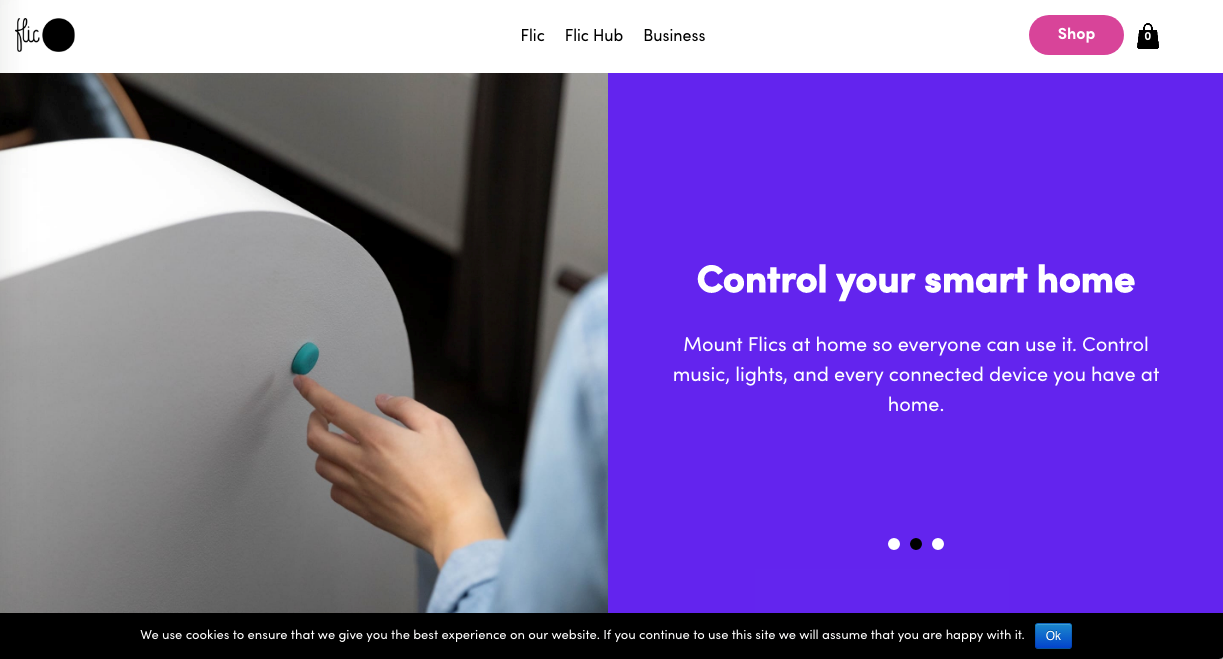 flic
Flic Flic Hub Business
Shop
0
Control your smart home
Mount Flics at home so everyone can use it. Control
music, lights, and every connected device you have at
home.
We use cookies to ensure that we give you the best experience on our website. If you continue to use this site we will assume that you are happy with it. Ok